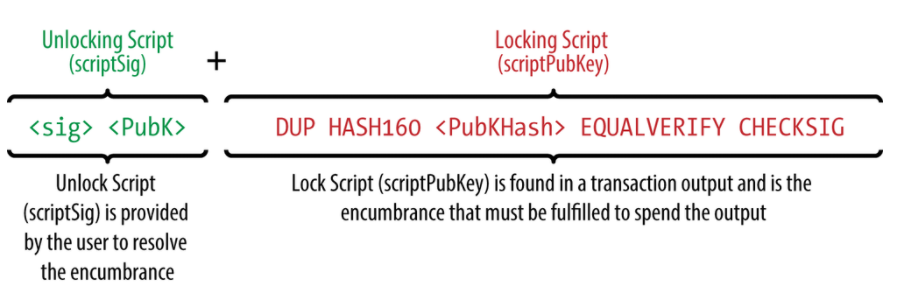 Unlocking Script
(scriptSig)
+
Locking Script
(scriptPubKey)
<sig> <PubK>
DUP HASH160 <PubKHash> EQUALVERIFY CHECKSIG
Unlock Script
(scriptSig) is provided
by the user to resolve
the encumbrance
Lock Script (scriptPubKey) is found in a transaction output and is the
encumbrance that must be fulfilled to spend the output